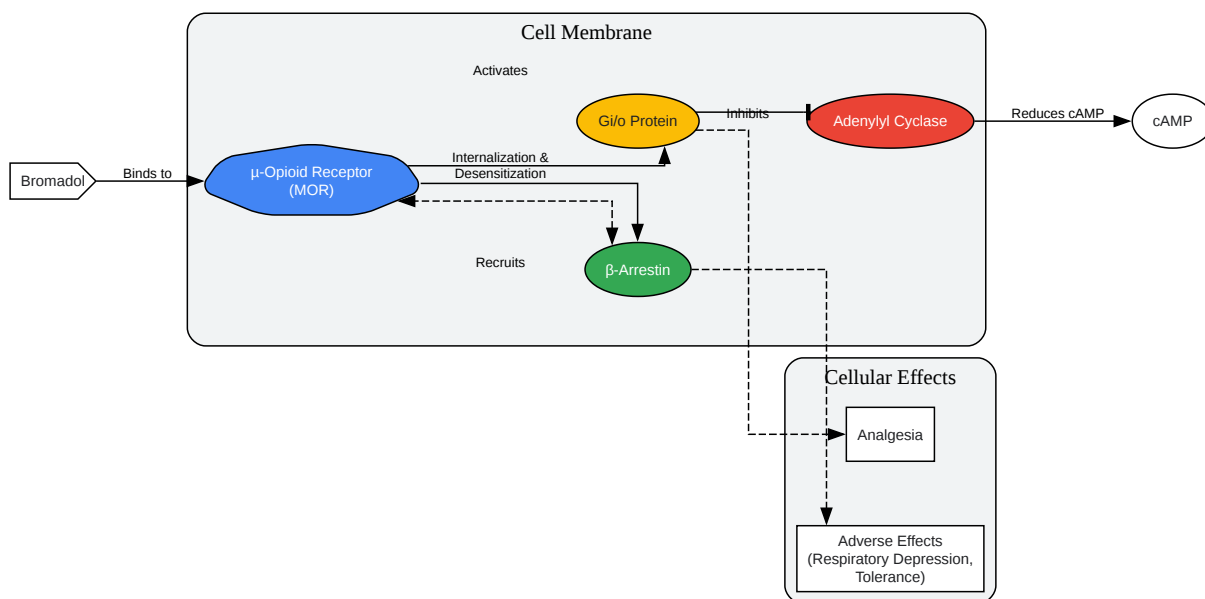 Cell Membrane
Activates
Gi/o Protein
Inhibits
Adenylyl Cyclase
Reduces cAMP
cAMP
Bromadol
Binds to
µ-Opioid Receptor
(MOR)
Internalization &
Desensitization
Recruits
β-Arrestin
Cellular Effects
Analgesia
Adverse Effects
(Respiratory Depression,
Tolerance)